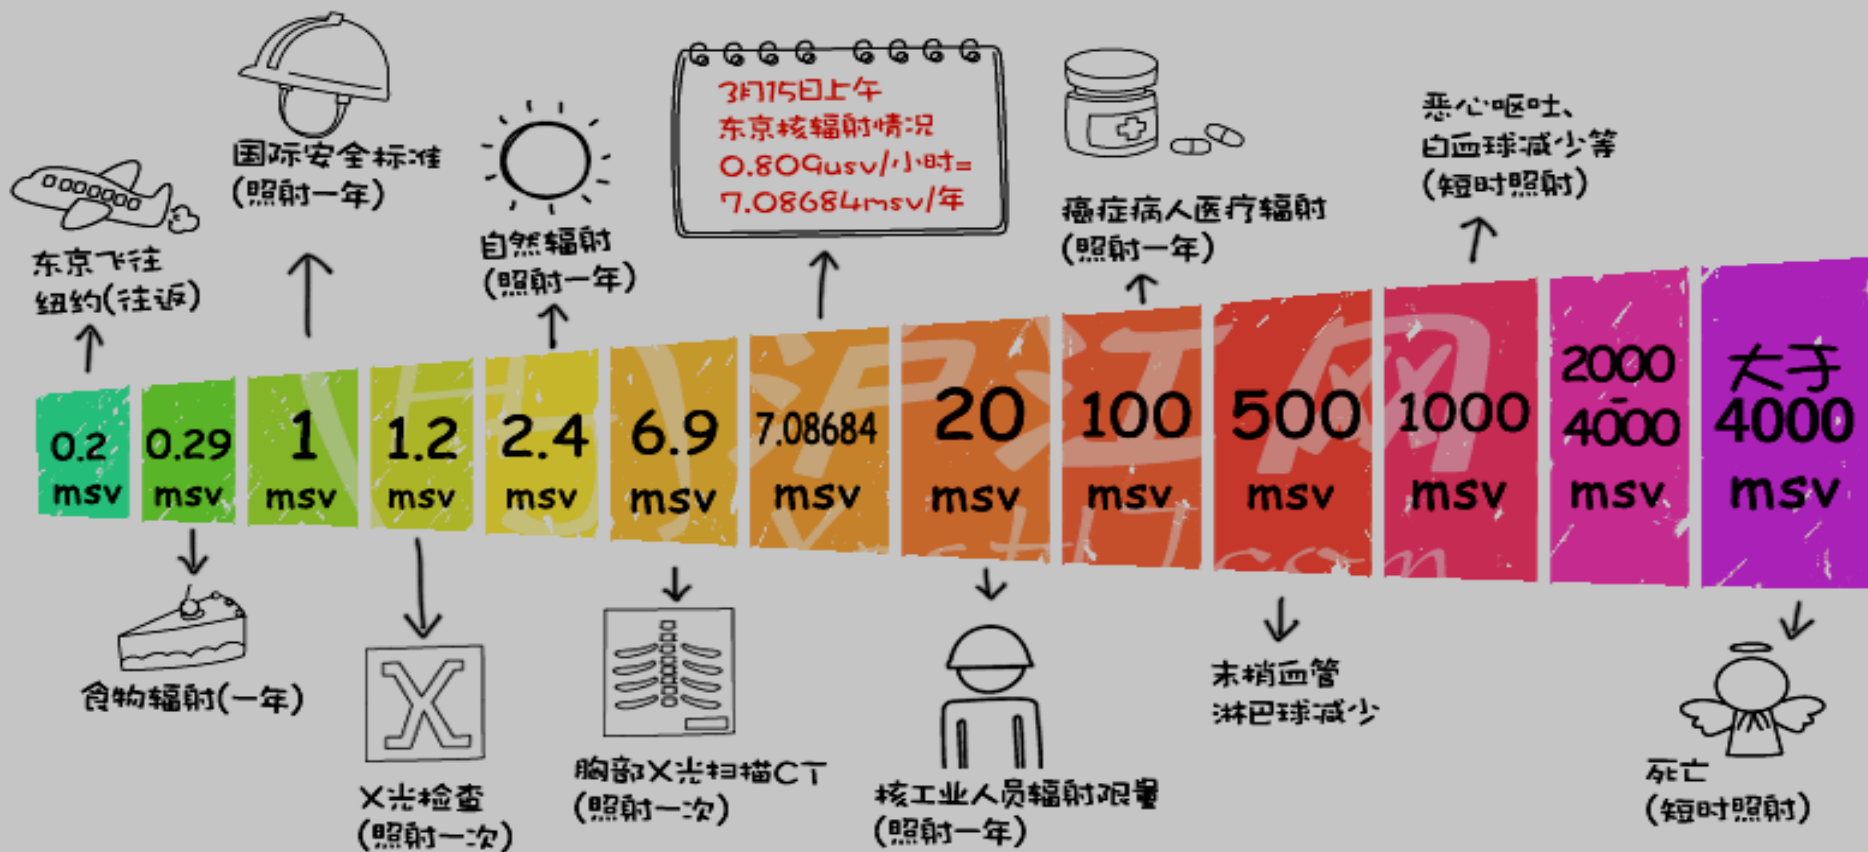 国际安全标准
(照射一年)
3月15日上午
东京核辐射情况
0.809usv/小时=
7.08684msv/年
恶心呕吐、
白血球减少等
(短时照射)
东京飞往
纽约(往返)
自然辐射
(照射一年)
癌症病人医疗辐射
(照射一年)
0.2
msv
0.29
msv
1
msv
1.2
msv
2.4
msv
6.9
msv
7.08684
msv
20
msv
100
msv
500
msv
1000
msv
2000
-
4000
msv
大于
4000
msv
沪江网
食物辐射(一年)
X
X光检查
(照射一次)
胸部X光扫描CT
(照射一次)
核工业人员辐射限量
(照射一年)
末梢血管
淋巴球减少
死亡
(短时照射)